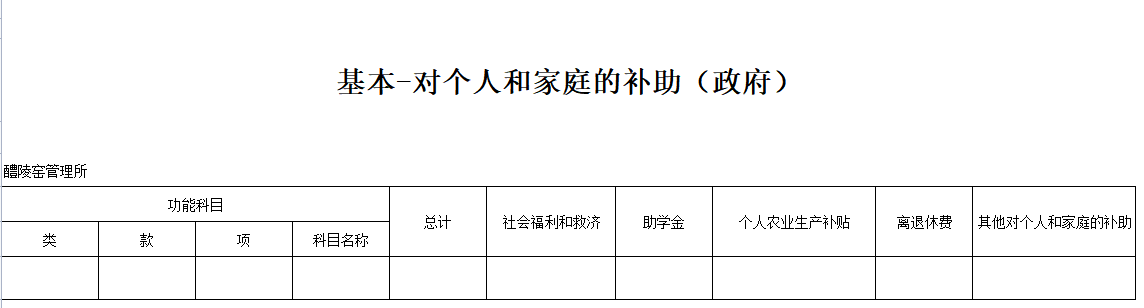 基本-对个人和家庭的补助（政府）
醴陵窑管理所
功能科目 总计 社会福利和救济 助学金 个人农业生产补贴 离退休费 其他对个人和家庭的补助
类 款 项 科目名称